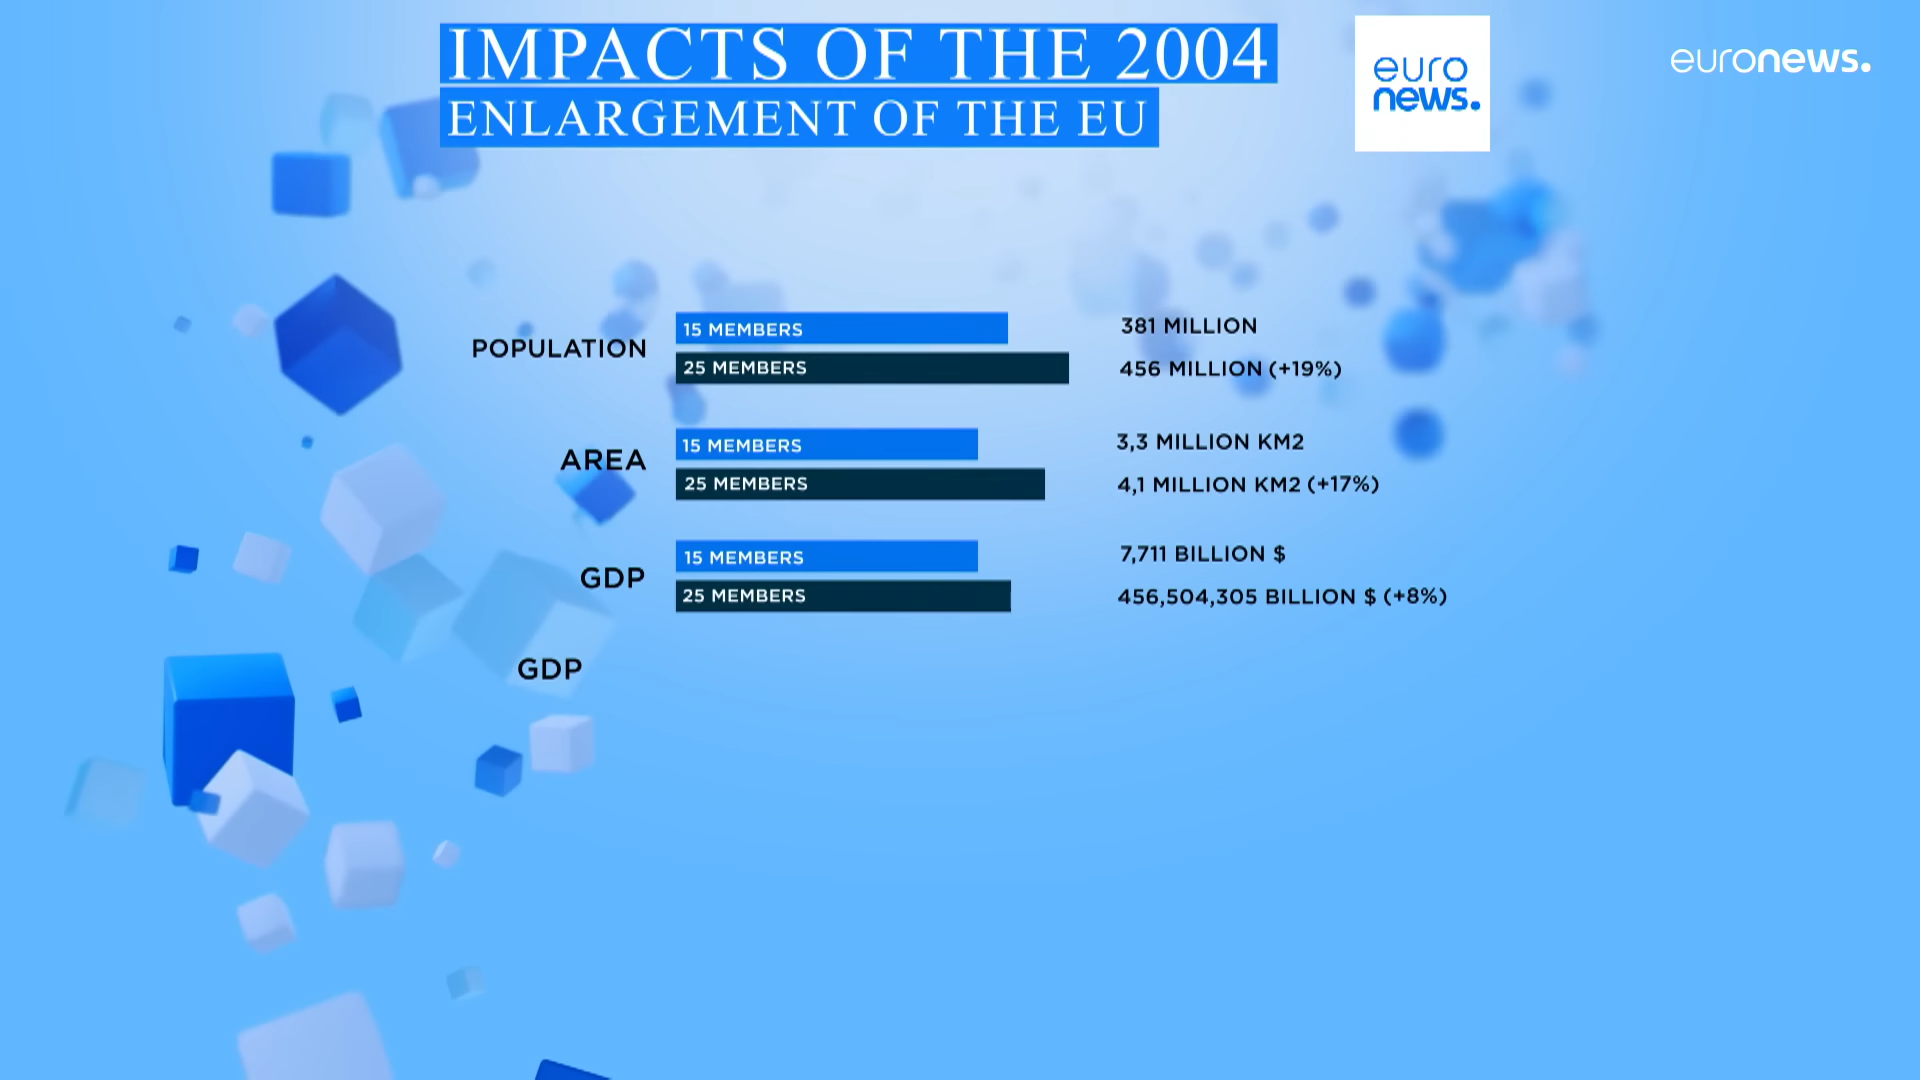 IMPACTS OF THE 2004
ENLARGEMENT OF THE EU
euro
news.
euronews.
POPULATION
15 MEMBERS
381 MILLION
25 MEMBERS
456 MILLION (+19%)
AREA
15 MEMBERS
3,3 MILLION KM2
25 MEMBERS
4,1 MILLION KM2 (+17%)
GDP
15 MEMBERS
7,711 BILLION $
25 MEMBERS
456,504,305 BILLION $ (+8%)
GDP